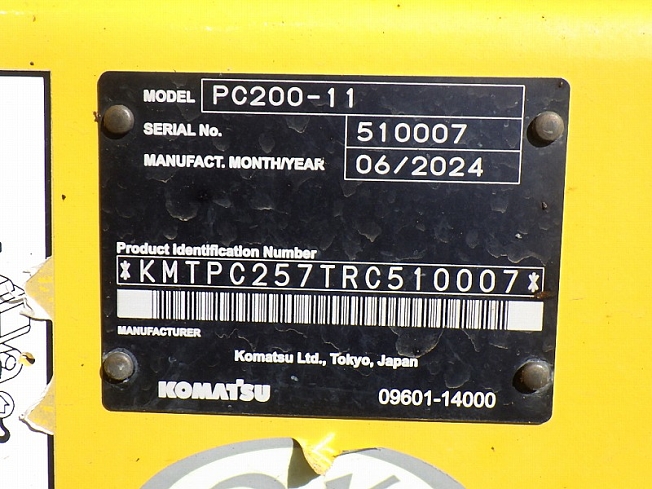 MODEL PC200-11
SERIAL No. 510007
MANUFACT. MONTH/YEAR 06/2024
Product Identification Number
*KMTPC257TRC510007*
MANUFACTURER
Komatsu Ltd., Tokyo, Japan
KOMATSU 09601-14000